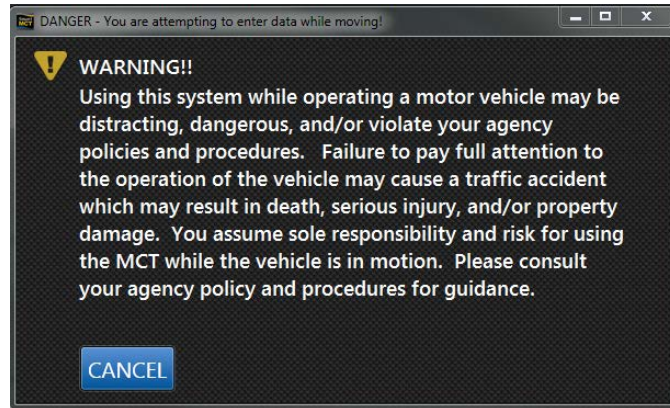 DANGER - You are attempting to enter data while moving!
WARNING!!
Using this system while operating a motor vehicle may be
distracting, dangerous, and/or violate your agency
policies and procedures.   Failure to pay full attention to
the operation of the vehicle may cause a traffic accident
which may result in death, serious injury, and/or property
damage.  You assume sole responsibility and risk for using
the MCT while the vehicle is in motion.  Please consult
your agency policy and procedures for guidance.
CANCEL